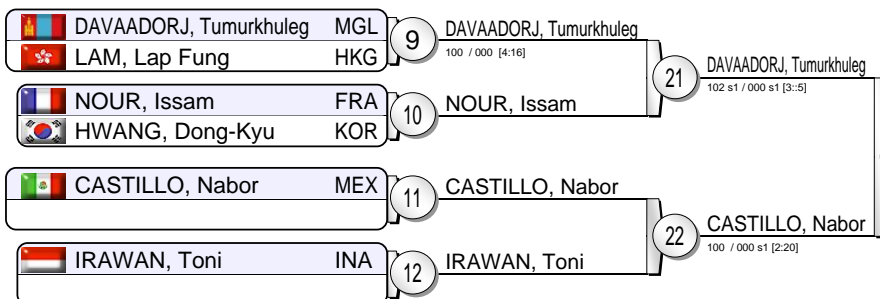 DAVAADORJ, Tumurkhuleg MGL
LAM, Lap Fung HKG
9
DAVAADORJ, Tumurkhuleg
100 / 000 [4:16]
NOUR, Issam FRA
HWANG, Dong-Kyu KOR
10
NOUR, Issam
21
DAVAADORJ, Tumurkhuleg
102 s1 / 000 s1 [3::5]
CASTILLO, Nabor MEX
11
CASTILLO, Nabor
IRAWAN, Toni INA
12
IRAWAN, Toni
22
CASTILLO, Nabor
100 / 000 s1 [2:20]